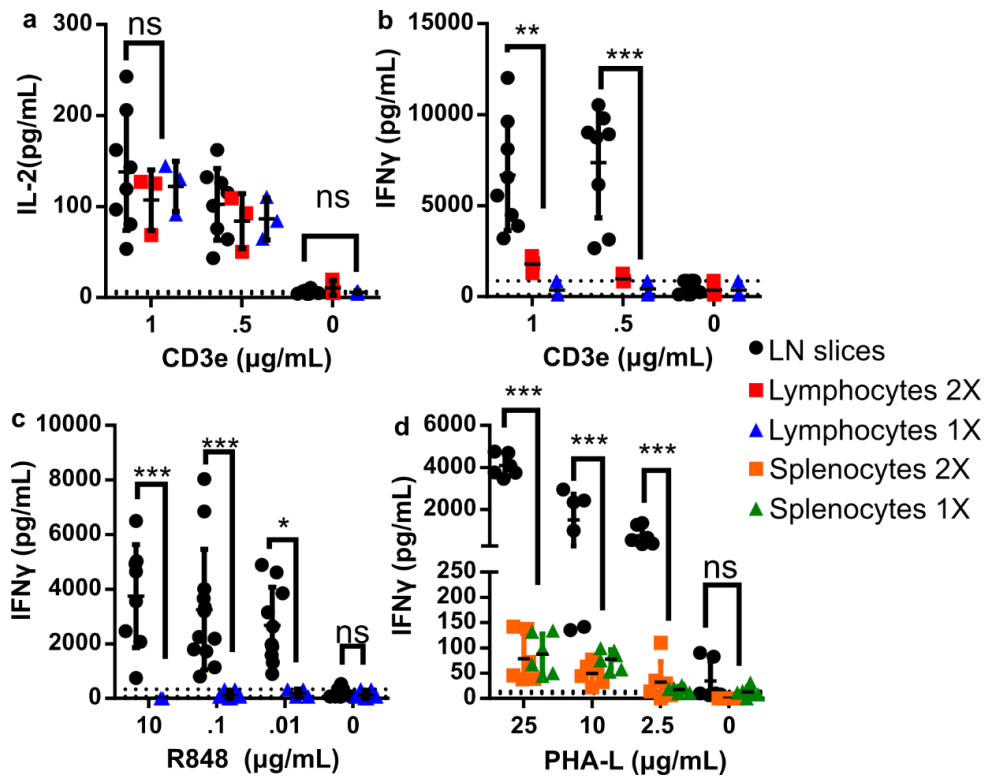 a
ns
ns
IL-2(pg/mL)
300
200
100
0
1
.5
0
CD3e (µg/mL)
b
**
***
IFNγ (pg/mL)
15000
10000
5000
0
1
.5
0
CD3e (µg/mL)
LN slices
Lymphocytes 2X
Lymphocytes 1X
Splenocytes 2X
Splenocytes 1X
c
***
***
*
ns
IFNγ (pg/mL)
10000
8000
6000
4000
2000
0
10
.1
.01
0
R848 (µg/mL)
d
***
***
***
ns
IFNγ (pg/mL)
6000
4000
2000
250
200
150
100
50
0
25
10
2.5
0
PHA-L (µg/mL)